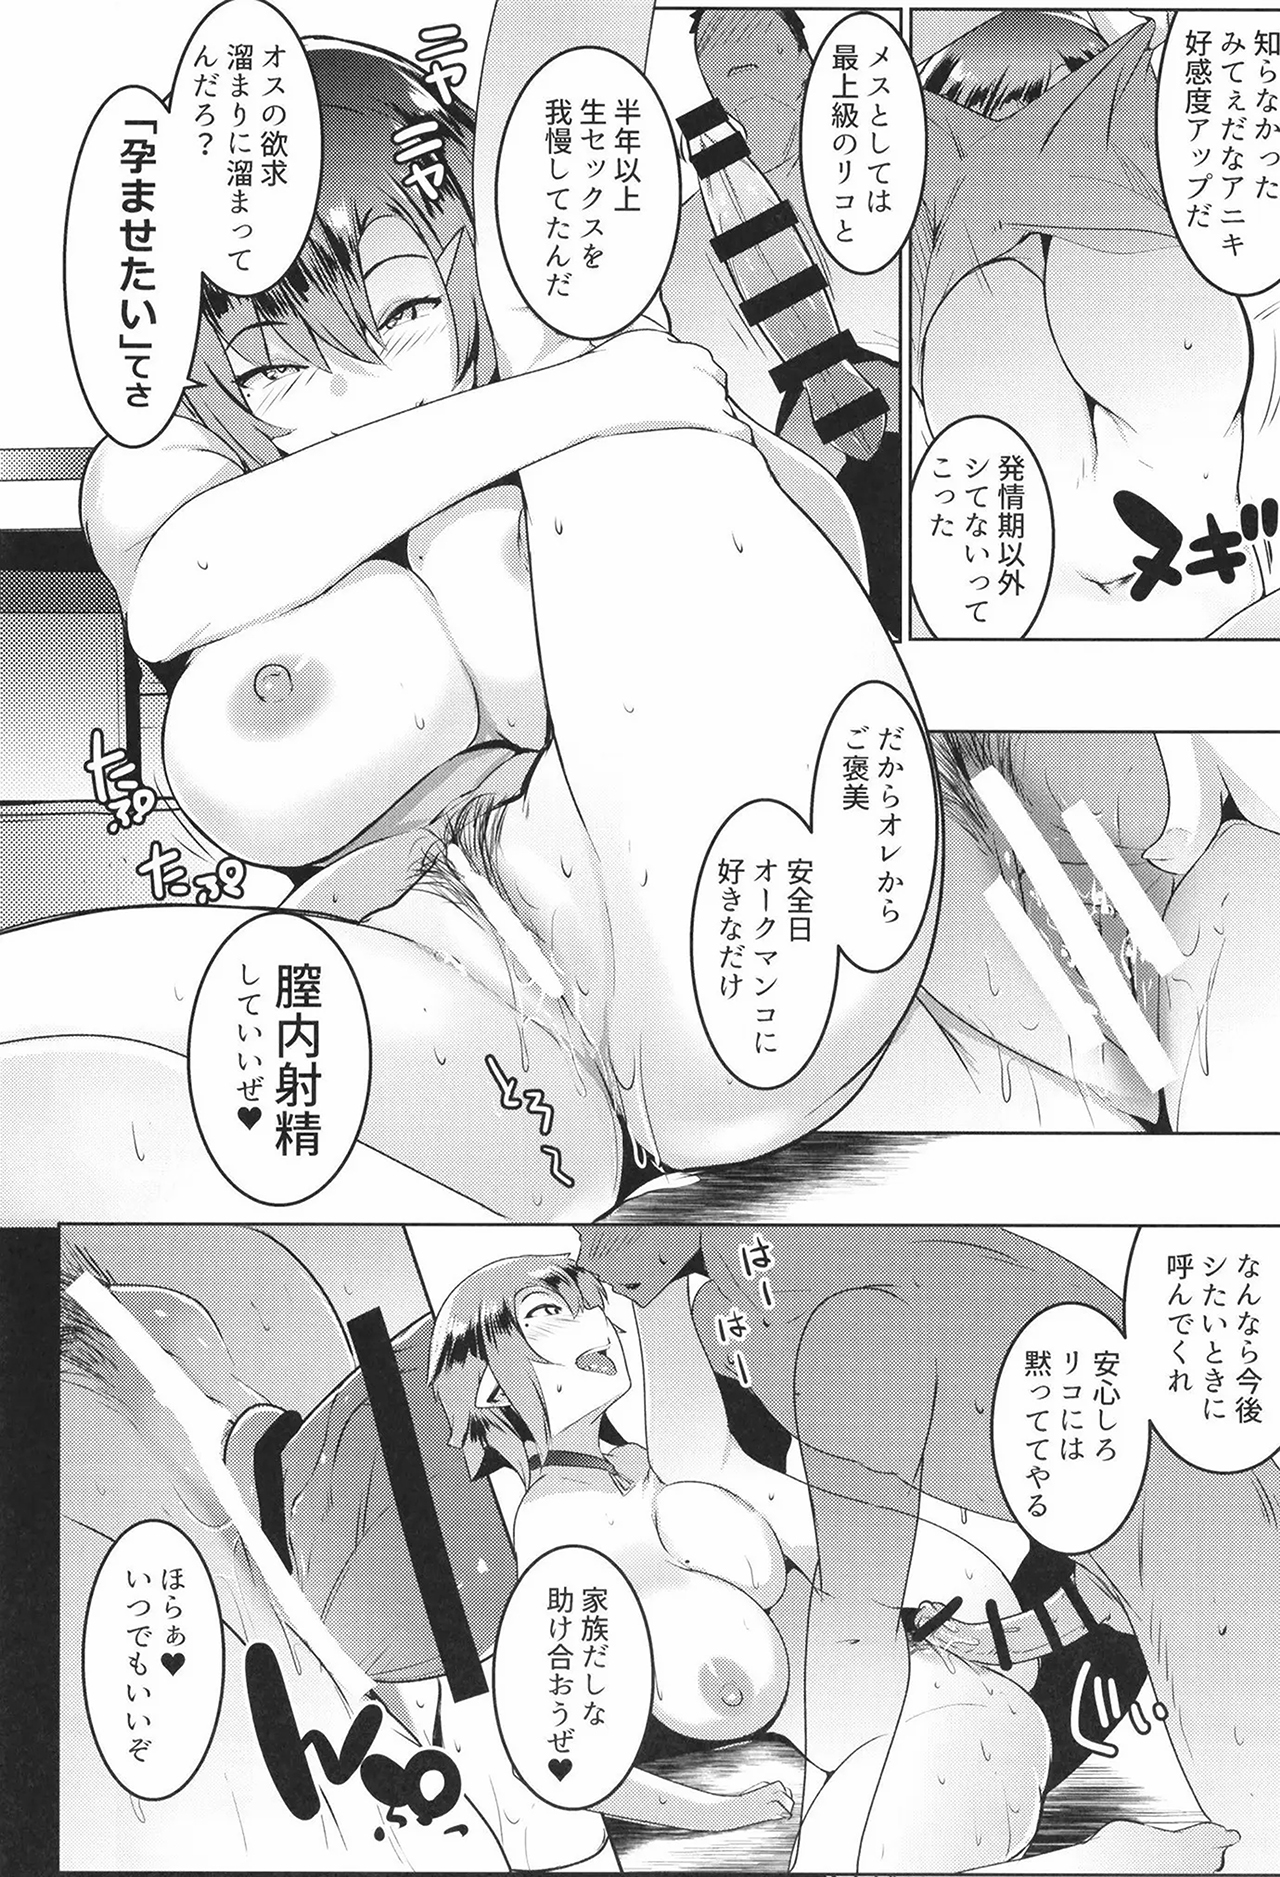 知らなかった
みてぇだなアニキ
好感度アップだ
発情期以外
シてないって
こった
ヌギ゛
メスとしては
最上級のリコと
半年以上
生セックスを
我慢してたんだ
ニヤ
ニヤ
オスの欲求
溜まりに溜まって
んだろ?
「孕ませたい」てさ
だからオレから
ご褒美
安全日
オークマンコに
好きなだけ
膣内射精
していいぜ♥
たぷ
たぷ
とろ
なんなら今後
シたいときに
呼んでくれ
安心しろ
リコには
黙っててやる
はー
はー
家族だしな
助け合おうぜ♥
ほらぁ♥
いつでもいいぞ